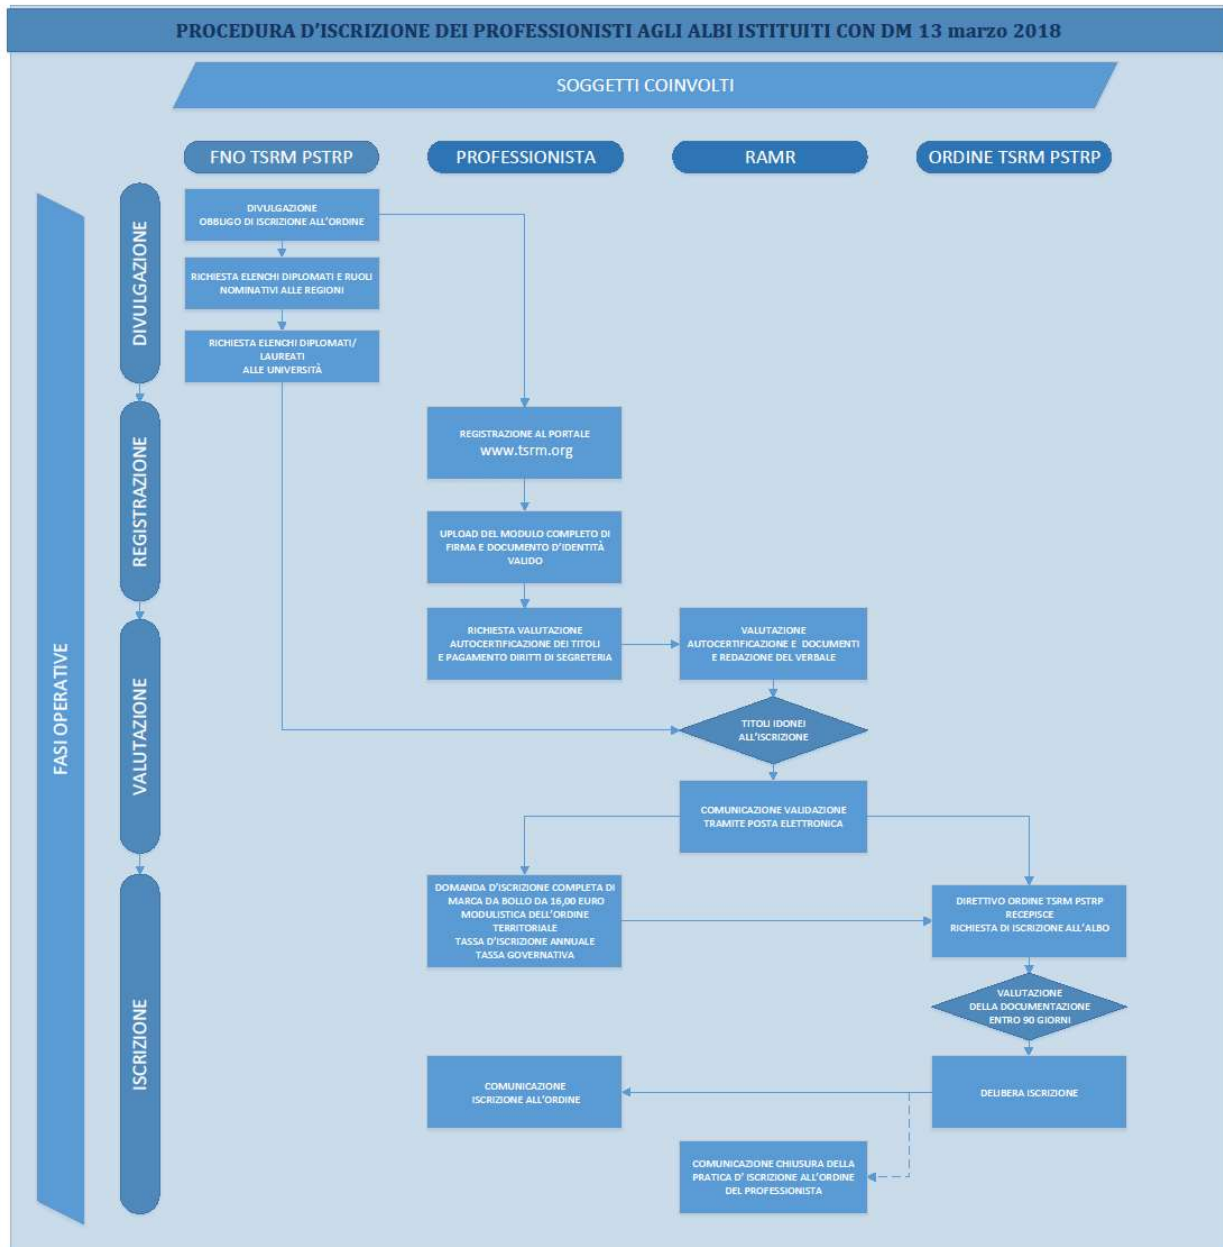 PROCEDURA D'ISCRIZIONE DEI PROFESSIONISTI AGLI ALBI ISTITUITI CON DM 13 marzo 2018
SOGGETTI COINVOLTI
FNO TSRM PSTRP
PROFESSIONISTA
RAMR
ORDINE TSRM PSTRP
FASI OPERATIVE
DIVULGAZIONE
DIVULGAZIONE
OBBLIGO DI ISCRIZIONE ALL'ORDINE
RICHIESTA ELENCHI DIPLOMATI E RUOLI
NOMINATIVI ALLE REGIONI
RICHIESTA ELENCHI DIPLOMATI/
LAUREATI
ALLE UNIVERSITÀ
REGISTRAZIONE
REGISTRAZIONE AL PORTALE
www.tsrm.org
UPLOAD DEL MODULO COMPLETO DI
FIRMA E DOCUMENTO D'IDENTITÀ
VALIDO
VALUTAZIONE
RICHIESTA VALUTAZIONE
AUTOCERTIFICAZIONE DEI TITOLI
E PAGAMENTO DIRITTI DI SEGRETERIA
VALUTAZIONE
AUTOCERTIFICAZIONE E DOCUMENTI
E REDAZIONE DEL VERBALE
TITOLI IDONEI
ALL'ISCRIZIONE
COMUNICAZIONE VALIDAZIONE
TRAMITE POSTA ELETTRONICA
ISCRIZIONE
DOMANDA D'ISCRIZIONE COMPLETA DI
MARCA DA BOLLO DA 16,00 EURO
MODULISTICA DELL'ORDINE
TERRITORIALE
TASSA D'ISCRIZIONE ANNUALE
TASSA GOVERNATIVA
DIRETTIVO ORDINE TSRM PSTRP
RECEPISCE
RICHIESTA DI ISCRIZIONE ALL'ALBO
VALUTAZIONE
DELLA DOCUMENTAZIONE
ENTRO 90 GIORNI
COMUNICAZIONE
ISCRIZIONE ALL'ORDINE
DELIBERA ISCRIZIONE
COMUNICAZIONE CHIUSURA DELLA
PRATICA D' ISCRIZIONE ALL'ORDINE
DEL PROFESSIONISTA